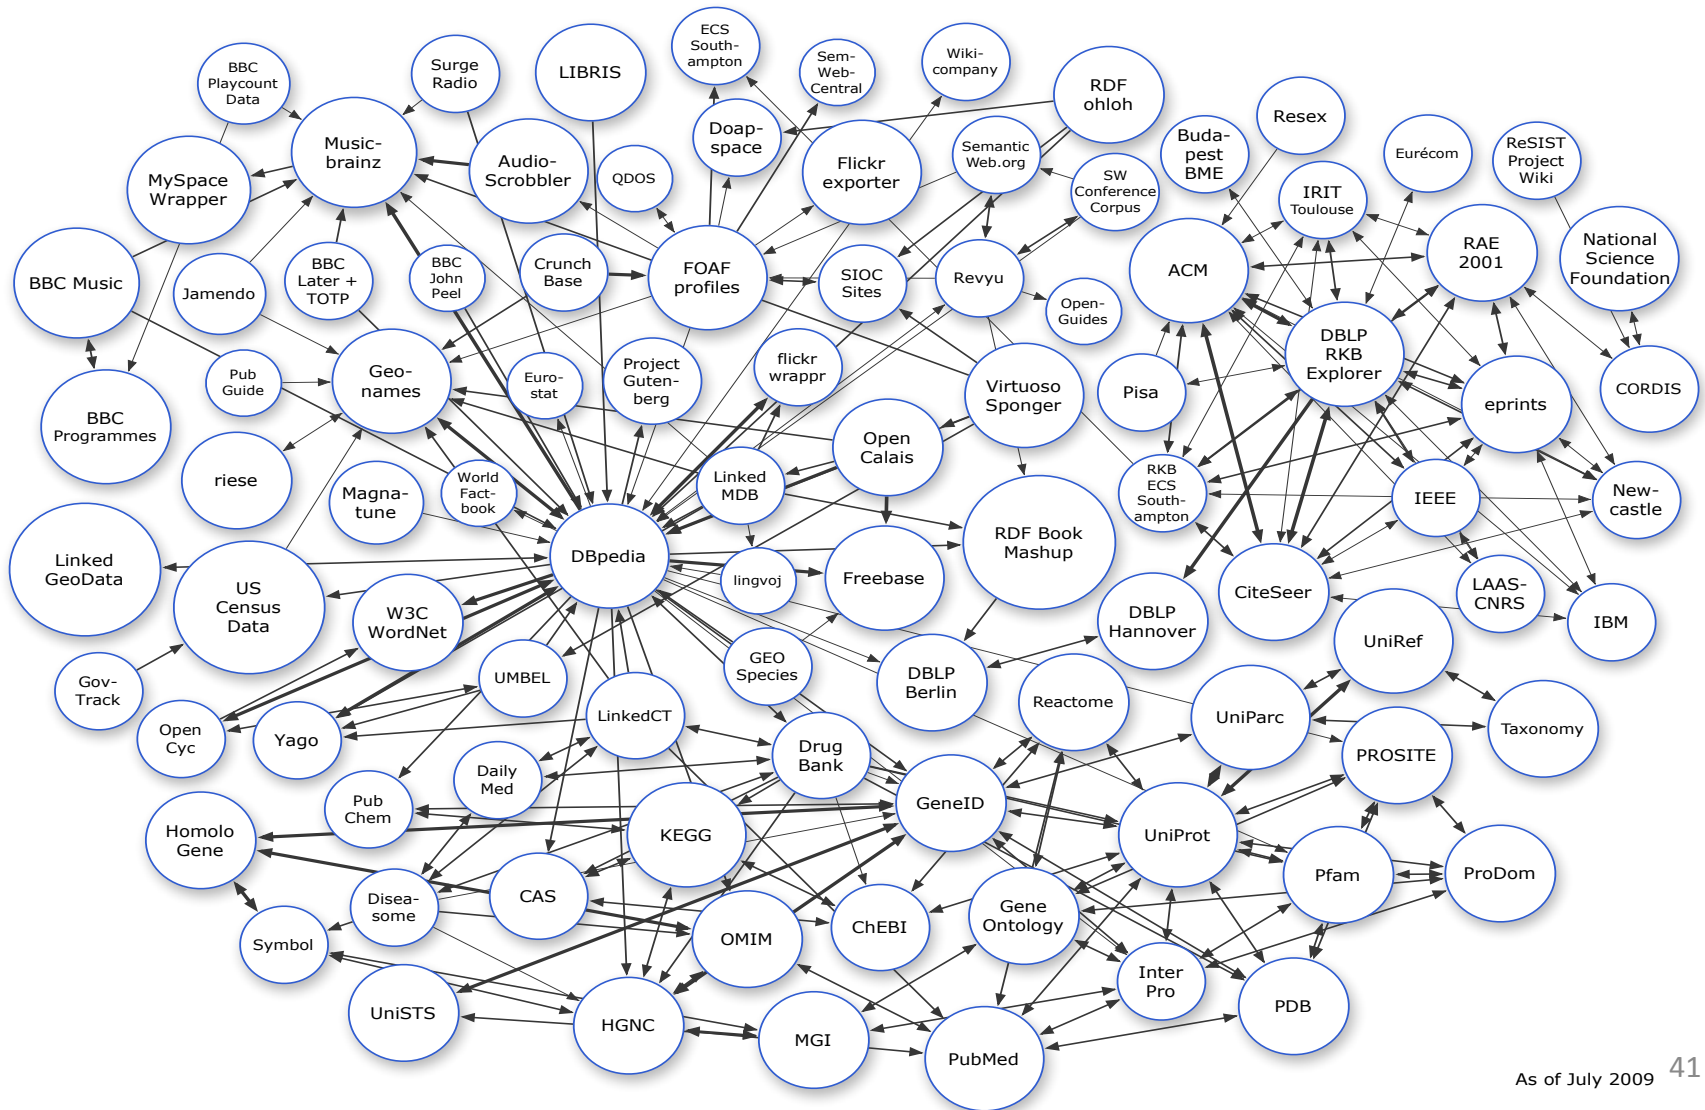 ECS
South-
ampton
Sem-
Web-
Central
Wiki-
company
BBC
Playcount
Data
Surge
Radio
LIBRIS
RDF
ohloh
Resex
Music-
brainz
Doap-
space
Flickr
exporter
Semantic
Web.org
Buda-
pest
BME
Eurécom
ReSIST
Project
Wiki
MySpace
Wrapper
Audio-
Scrobbler
QDOS
SW
Conference
Corpus
IRIT
Toulouse
BBC Music
Jamendo
BBC
Later +
TOTP
BBC
John
Peel
Crunch
Base
FOAF
profiles
SIOC
Sites
Revyu
Open-
Guides
ACM
RAE
2001
National
Science
Foundation
Pub
Guide
Geo-
names
Euro-
stat
Project
Guten-
berg
flickr
wrappr
Virtuoso
Sponger
Pisa
DBLP
RKB
Explorer
eprints
CORDIS
BBC
Programmes
riese
Magna-
tune
World
Fact-
book
Linked
MDB
Open
Calais
RKB
ECS
South-
ampton
IEEE
New-
castle
Linked
GeoData
US
Census
Data
W3C
WordNet
DBpedia
lingvoj
Freebase
RDF Book
Mashup
DBLP
Hannover
CiteSeer
LAAS-
CNRS
IBM
Gov-
Track
Open
Cyc
Yago
UMBEL
LinkedCT
GEO
Species
DBLP
Berlin
Reactome
UniParc
UniRef
Taxonomy
PROSITE
Homolo
Gene
Pub
Chem
Daily
Med
Drug
Bank
KEGG
GeneID
UniProt
Pfam
ProDom
Symbol
Disea-
some
CAS
OMIM
ChEBI
Gene
Ontology
Inter
Pro
PDB
UniSTS
HGNC
MGI
PubMed
As of July 2009
41